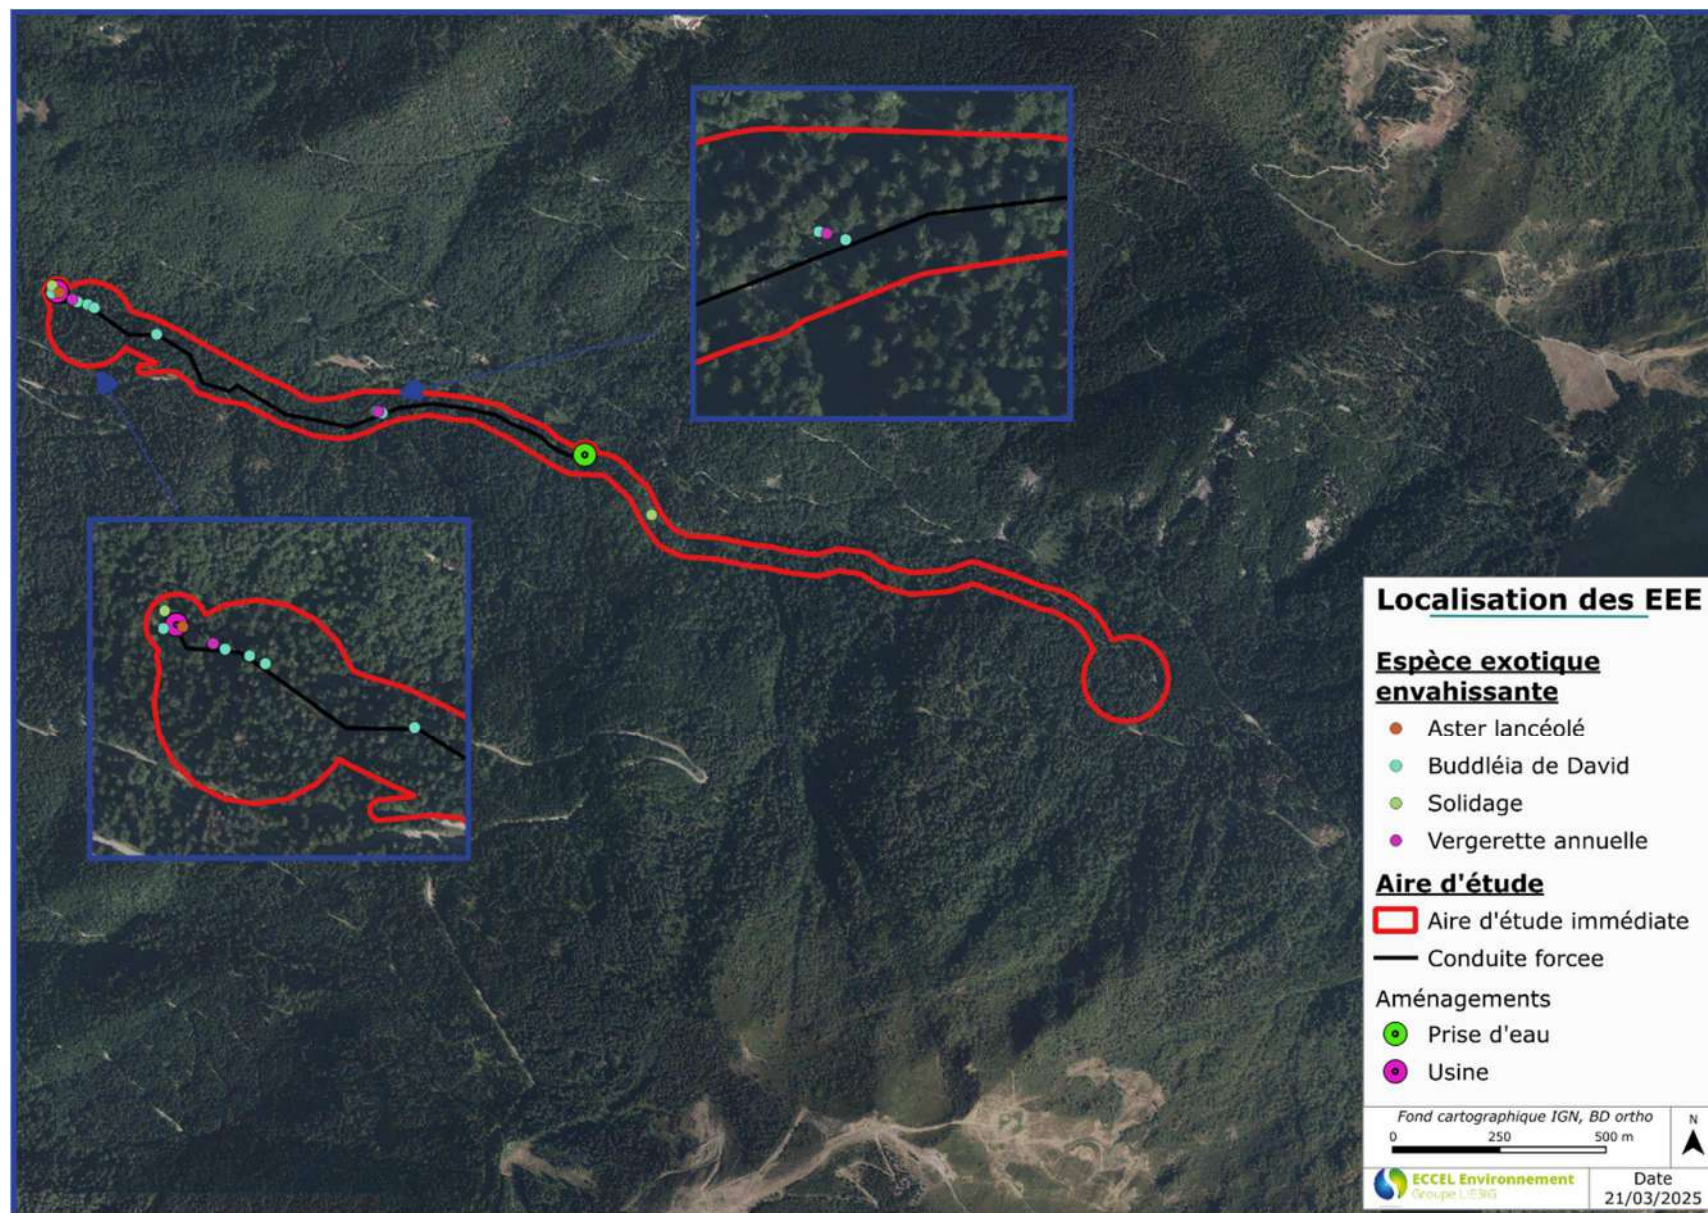 Localisation des EEE
Espèce exotique
envahissante
Aster lancéolé
Buddléia de David
Solidage
Vergerette annuelle
Aire d'étude
Aire d'étude immédiate
Conduite forcee
Aménagements
Prise d'eau
Usine
Fond cartographique IGN, BD ortho
0 250 500 m
N
ECCEL Environnement
Groupe LIEBIG
Date
21/03/2025